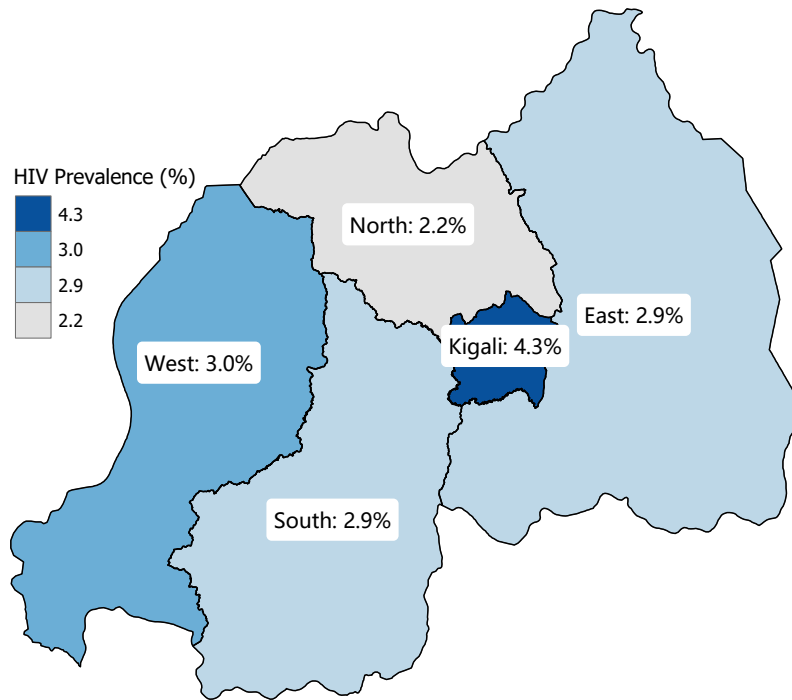 HIV Prevalence (%)
4.3
3.0
2.9
2.2
North: 2.2%
East: 2.9%
Kigali: 4.3%
West: 3.0%
South: 2.9%